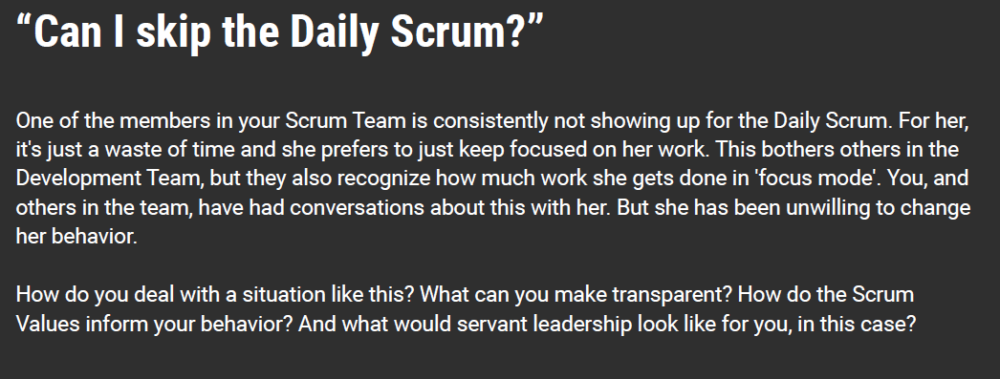 “Can I skip the Daily Scrum?”
One of the members in your Scrum Team is consistently not showing up for the Daily Scrum. For her,
it's just a waste of time and she prefers to just keep focused on her work. This bothers others in the
Development Team, but they also recognize how much work she gets done in 'focus mode'. You, and
others in the team, have had conversations about this with her. But she has been unwilling to change
her behavior.
How do you deal with a situation like this? What can you make transparent? How do the Scrum
Values inform your behavior? And what would servant leadership look like for you, in this case?